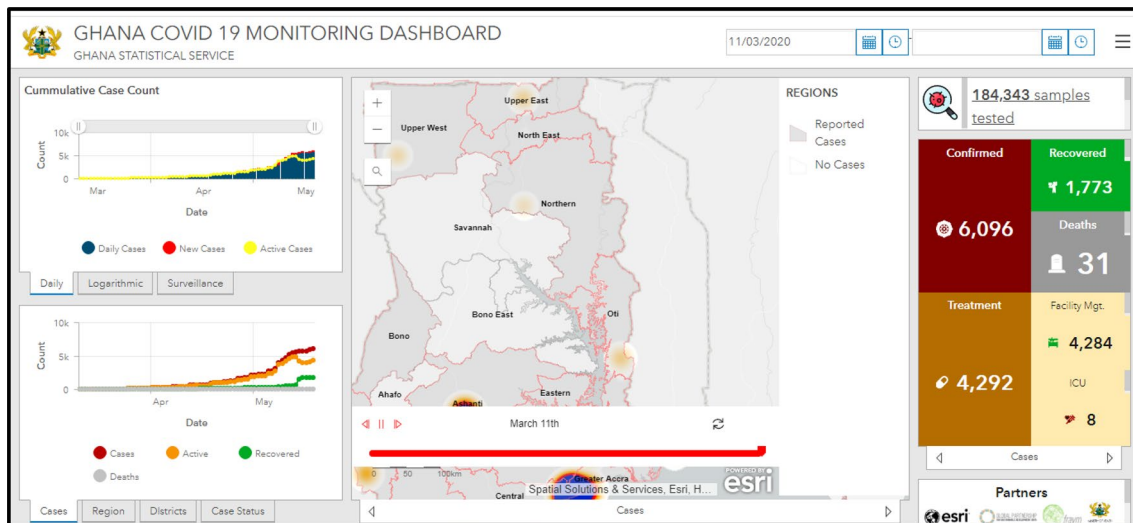 GHANA COVID 19 MONITORING DASHBOARD
GHANA STATISTICAL SERVICE
11/03/2020
-
Cummulative Case Count
10k
5k
0
Count
Mar
Apr
May
Date
Daily Cases
New Cases
Active Cases
Daily
Logarithmic
Surveillance
10k
5k
0
Count
Apr
May
Date
Cases
Active
Recovered
Deaths
Cases
Region
Districts
Case Status
+
−
Upper East
Upper West
North East
Northern
Savannah
Bono East
Oti
Bono
Ahafo
Eastern
Ashanti
March 11th
0 50 100km
Greater Accra
Central
Spatial Solutions & Services, Esri, H...
POWERED BY
esri
Cases
REGIONS
Reported
Cases
No Cases
184,343 samples
tested
Confirmed
6,096
Recovered
1,773
Deaths
31
Treatment
4,292
Facility Mgt.
4,284
ICU
8
Cases
Partners
esri